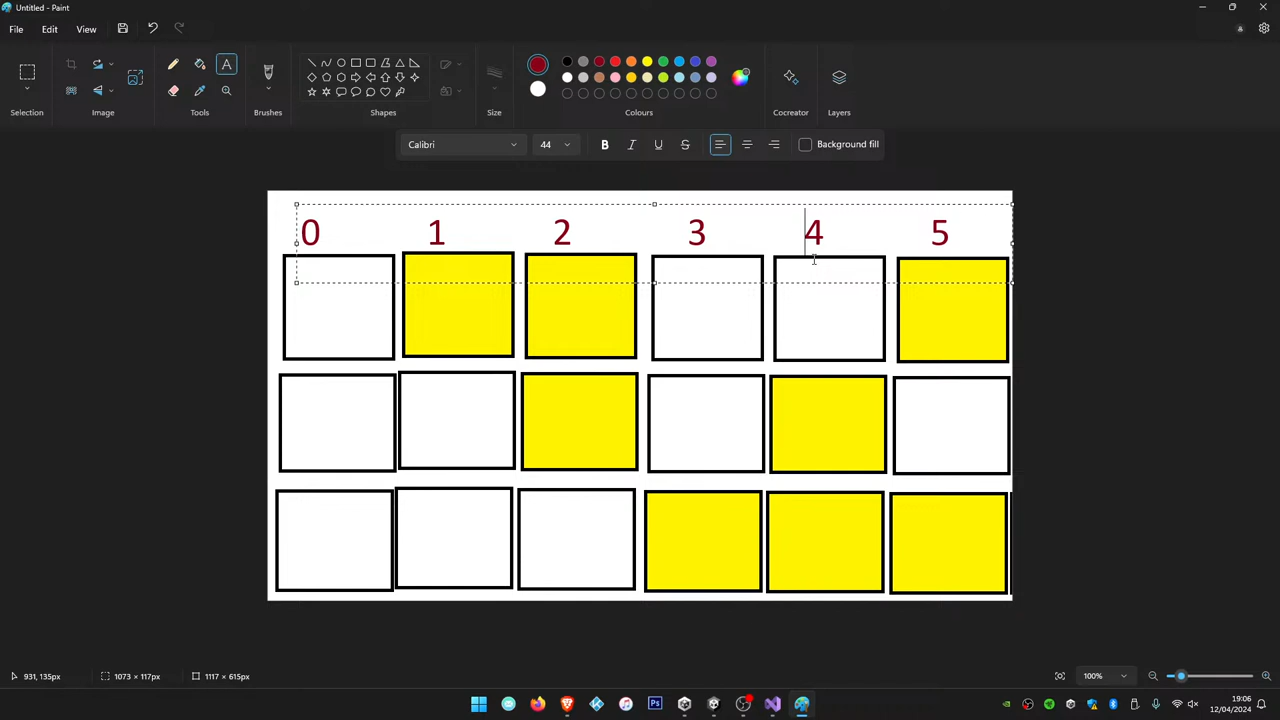 Untitled - Paint
File Edit View
A
Selection Image Tools Brushes Shapes Size Colours Cocreator Layers
Calibri 44 B I U S Background fill
0 1 2 3 4 5
931, 135px 1073 × 117px 1117 × 615px 100%
Ps
19:06
12/04/2024